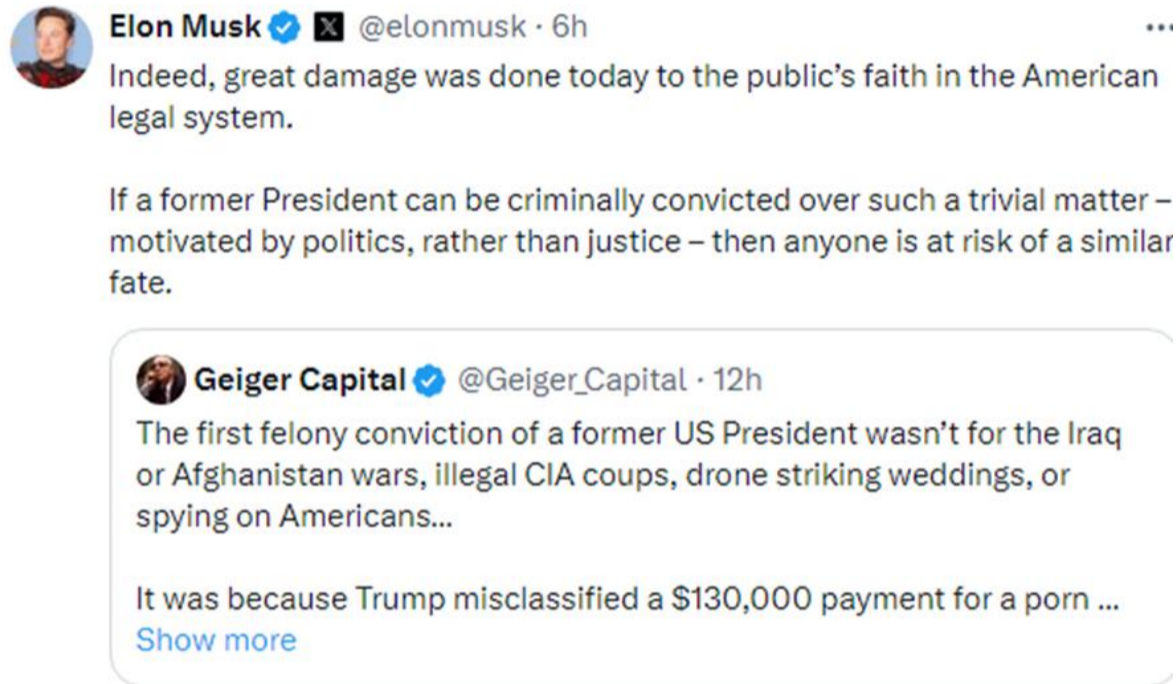 Elon Musk X @elonmusk · 6h ...
Indeed, great damage was done today to the public’s faith in the American
legal system.
If a former President can be criminally convicted over such a trivial matter –
motivated by politics, rather than justice – then anyone is at risk of a similar
fate.
Geiger Capital @Geiger_Capital · 12h
The first felony conviction of a former US President wasn’t for the Iraq
or Afghanistan wars, illegal CIA coups, drone striking weddings, or
spying on Americans...
It was because Trump misclassified a $130,000 payment for a porn ...
Show more